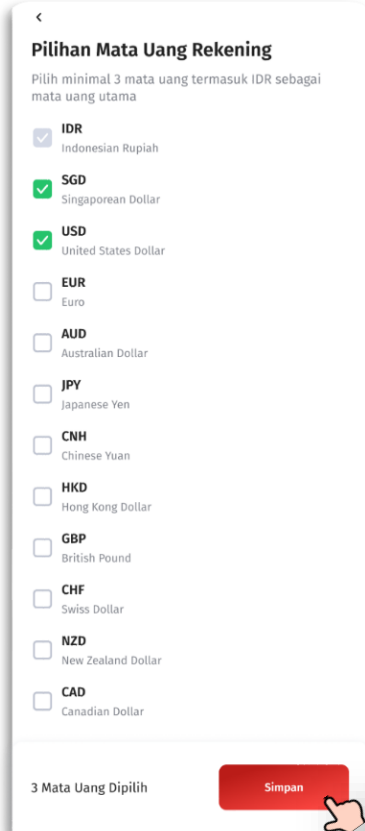 Pilihan Mata Uang Rekening
Pilih minimal 3 mata uang termasuk IDR sebagai
mata uang utama
IDR
Indonesian Rupiah
SGD
Singaporean Dollar
USD
United States Dollar
EUR
Euro
AUD
Australian Dollar
JPY
Japanese Yen
CNH
Chinese Yuan
HKD
Hong Kong Dollar
GBP
British Pound
CHF
Swiss Dollar
NZD
New Zealand Dollar
CAD
Canadian Dollar
3 Mata Uang Dipilih
Simpan